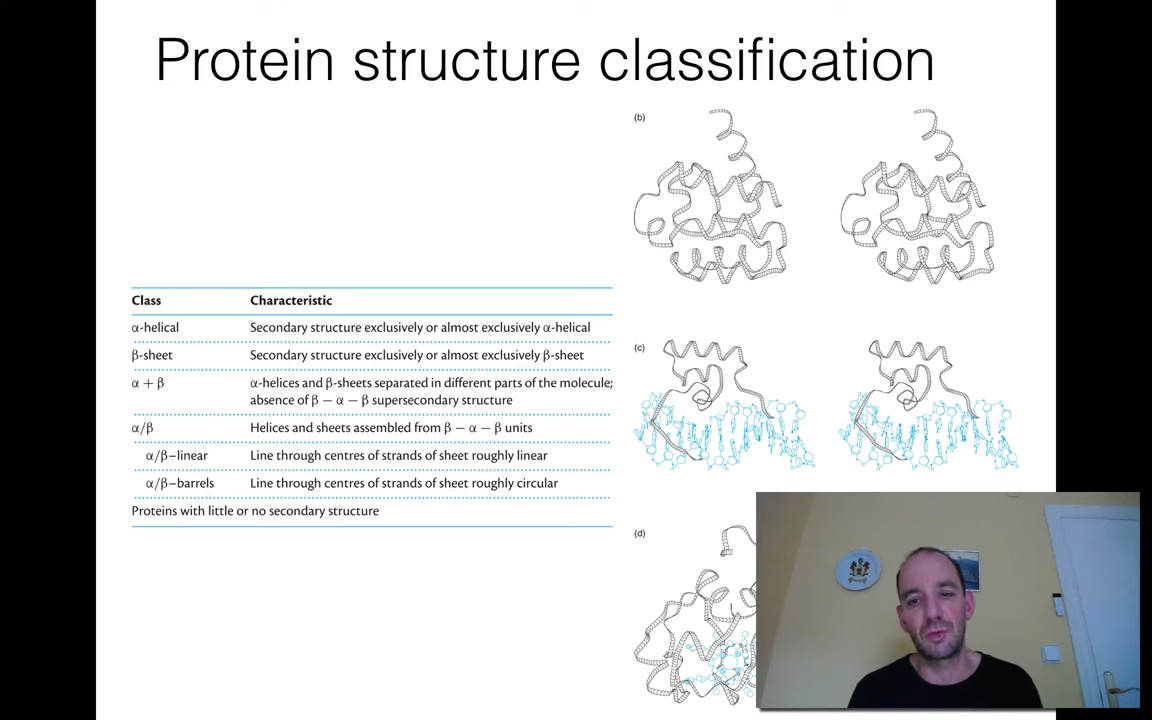 Protein structure classification
(b)
Class Characteristic
α-helical Secondary structure exclusively or almost exclusively α-helical
β-sheet Secondary structure exclusively or almost exclusively β-sheet
α + β α-helices and β-sheets separated in different parts of the molecule;
absence of β – α – β supersecondary structure
α/β Helices and sheets assembled from β – α – β units
α/β–linear Line through centres of strands of sheet roughly linear
α/β–barrels Line through centres of strands of sheet roughly circular
Proteins with little or no secondary structure
(c)
(d)